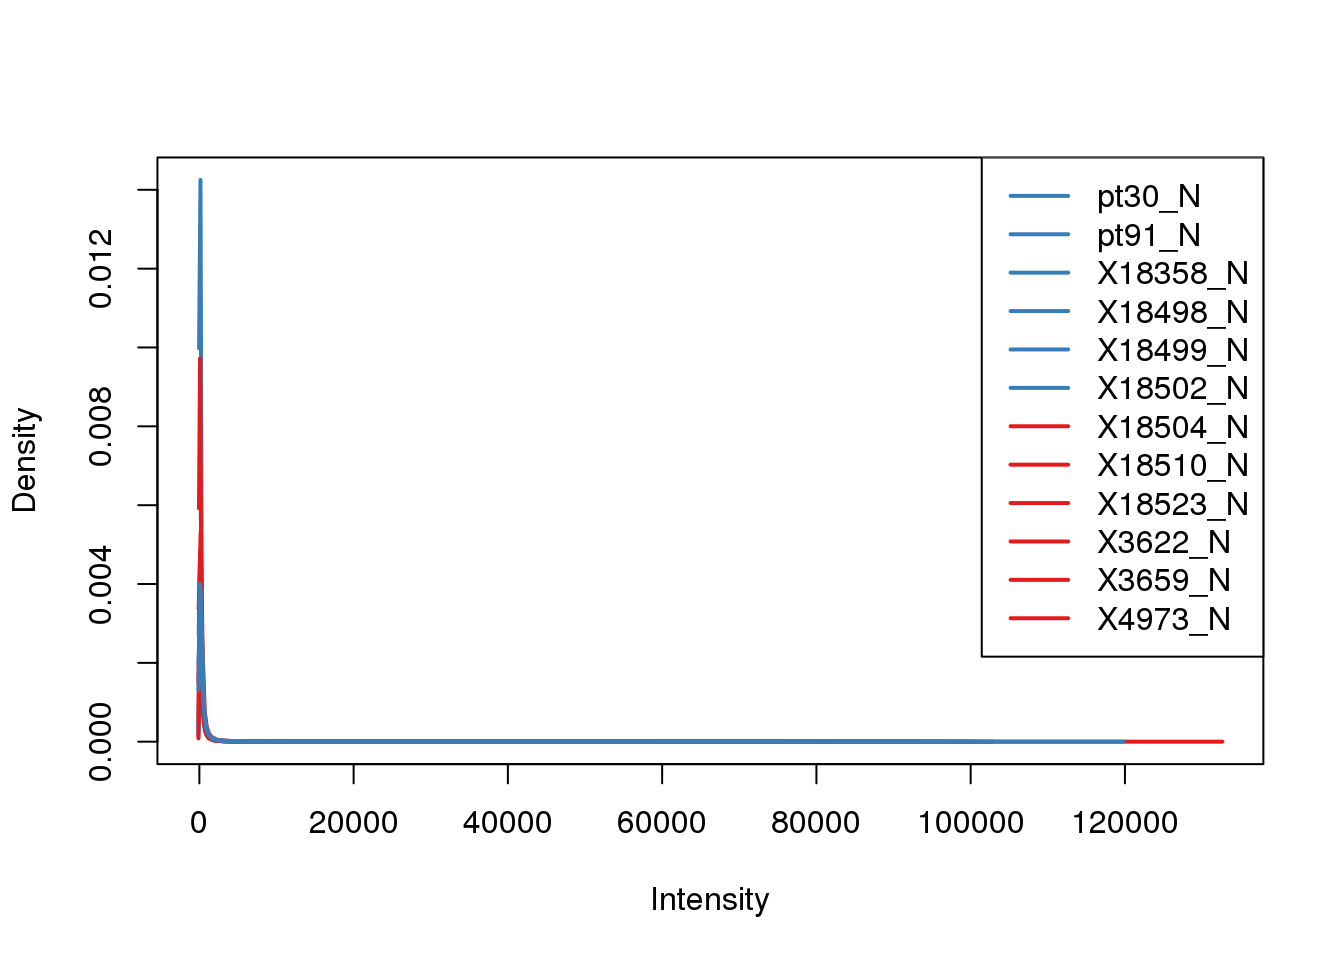 Density
0.012
0.008
0.004
0.000
0
20000
40000
60000
80000
100000
120000
Intensity
pt30_N
pt91_N
X18358_N
X18498_N
X18499_N
X18502_N
X18504_N
X18510_N
X18523_N
X3622_N
X3659_N
X4973_N